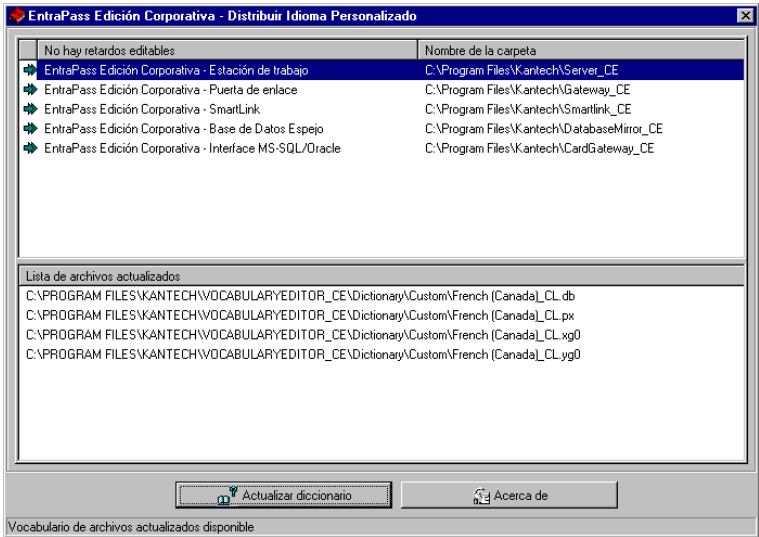 EntraPass Edición Corporativa - Distribuir Idioma Personalizado
No hay retardos editables Nombre de la carpeta
EntraPass Edición Corporativa - Estación de trabajo C:\Program Files\Kantech\Server_CE
EntraPass Edición Corporativa - Puerta de enlace C:\Program Files\Kantech\Gateway_CE
EntraPass Edición Corporativa - SmartLink C:\Program Files\Kantech\Smartlink_CE
EntraPass Edición Corporativa - Base de Datos Espejo C:\Program Files\Kantech\DatabaseMirror_CE
EntraPass Edición Corporativa - Interface MS-SQL/Oracle C:\Program Files\Kantech\CardGateway_CE
Lista de archivos actualizados
C:\PROGRAM FILES\KANTECH\VOCABULARYEDITOR_CE\Dictionary\Custom\French (Canada)_CL.db
C:\PROGRAM FILES\KANTECH\VOCABULARYEDITOR_CE\Dictionary\Custom\French (Canada)_CL.px
C:\PROGRAM FILES\KANTECH\VOCABULARYEDITOR_CE\Dictionary\Custom\French (Canada)_CL.xg0
C:\PROGRAM FILES\KANTECH\VOCABULARYEDITOR_CE\Dictionary\Custom\French (Canada)_CL.yg0
Actualizar diccionario Acerca de
Vocabulario de archivos actualizados disponible